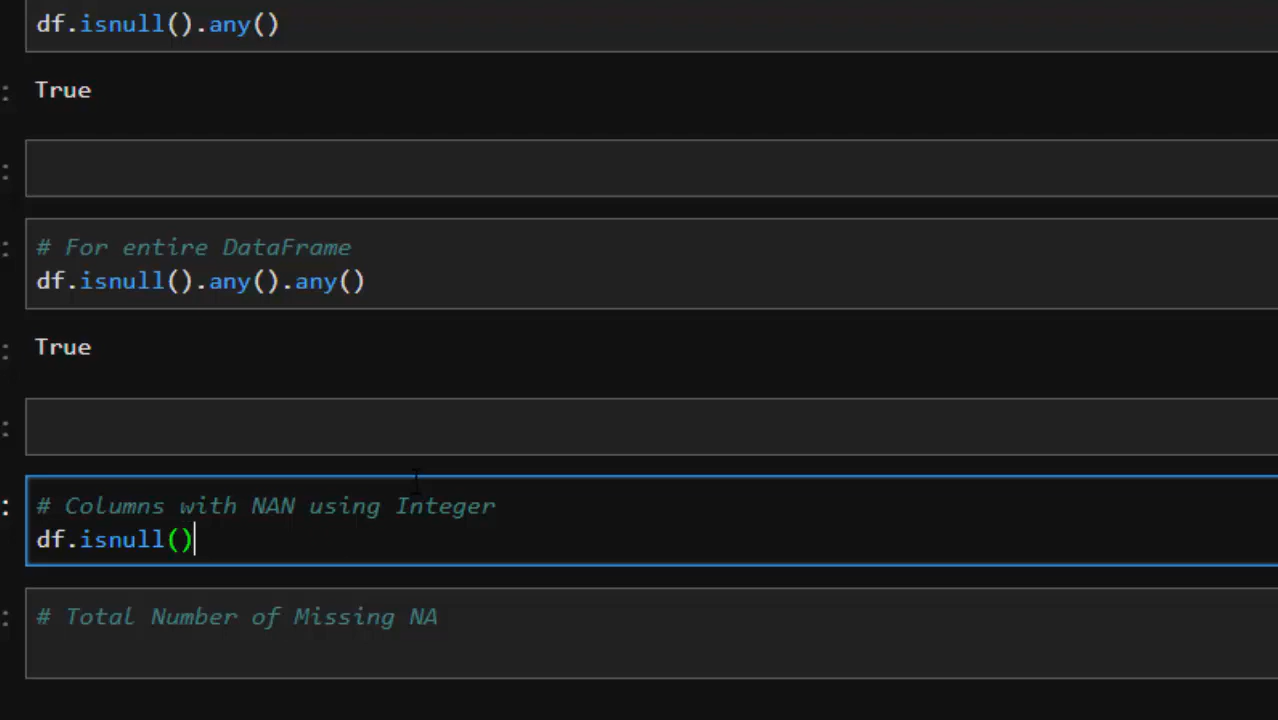 df.isnull().any()
: True
:
: # For entire DataFrame
df.isnull().any().any()
: True
:
: # Columns with NAN using Integer
df.isnull()
: # Total Number of Missing NA